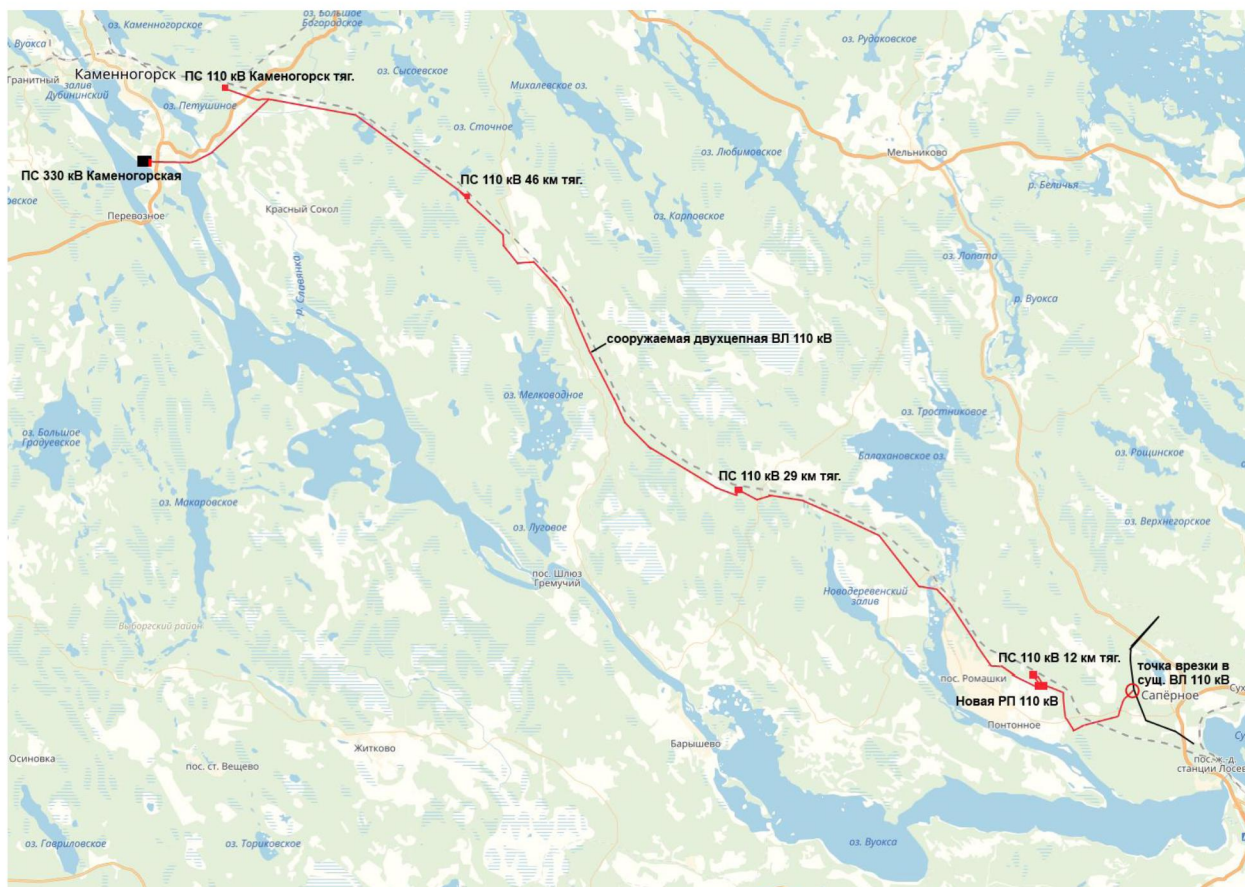 оз. Каменногорское
оз. Большое
Богородское
оз. Рудаковское
Вуокса
Гранитный
Каменногорск
ПС 110 кВ Каменогорск тяг.
оз. Сысоевское
Михалевское оз.
залив
Дубининский
оз. Петушиное
оз. Сточное
оз. Любимовское
Мельниково
ПС 330 кВ Каменогорская
ПС 110 кВ 46 км тяг.
р. Беличья
Перевозное
Красный Сокол
оз. Карповское
оз. Лопата
р. Славянка
р. Вуокса
сооружаемая двухцепная ВЛ 110 кВ
оз. Мелководное
оз. Тростниковое
оз. Большое
Градуевское
Балахановское оз.
оз. Рощинское
ПС 110 кВ 29 км тяг.
оз. Макаровское
оз. Луговое
оз. Верхнегорское
пос. Шлюз
Гремучий
Новодеревенский
залив
Выборгский район
ПС 110 кВ 12 км тяг.
точка врезки в
сущ. ВЛ 110 кВ
пос. Ромашки
Сапёрное
Новая РП 110 кВ
Понтонное
Осиновка
Житково
Барышево
пос. ст. Вещево
пос. ж.-д.
станции Лосев
оз. Гавриловское
оз. Ториковское
оз. Вуокса